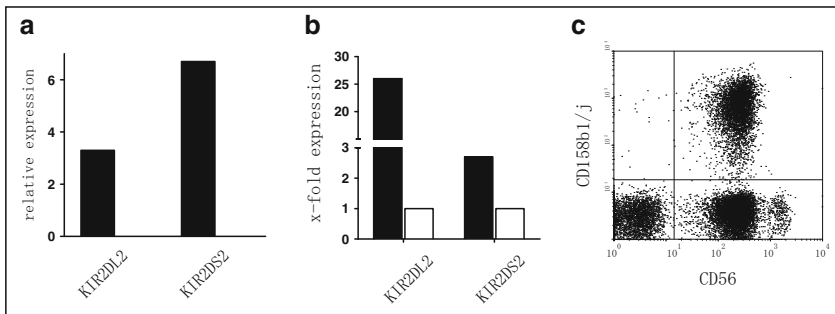 a
relative expression
6
4
2
0
KIR2DL2
KIR2DS2
b
x-fold expression
30
25
20
3
2
1
0
KIR2DL2
KIR2DS2
c
CD158b1/j
10⁰
10¹
10²
10³
10⁴
CD56